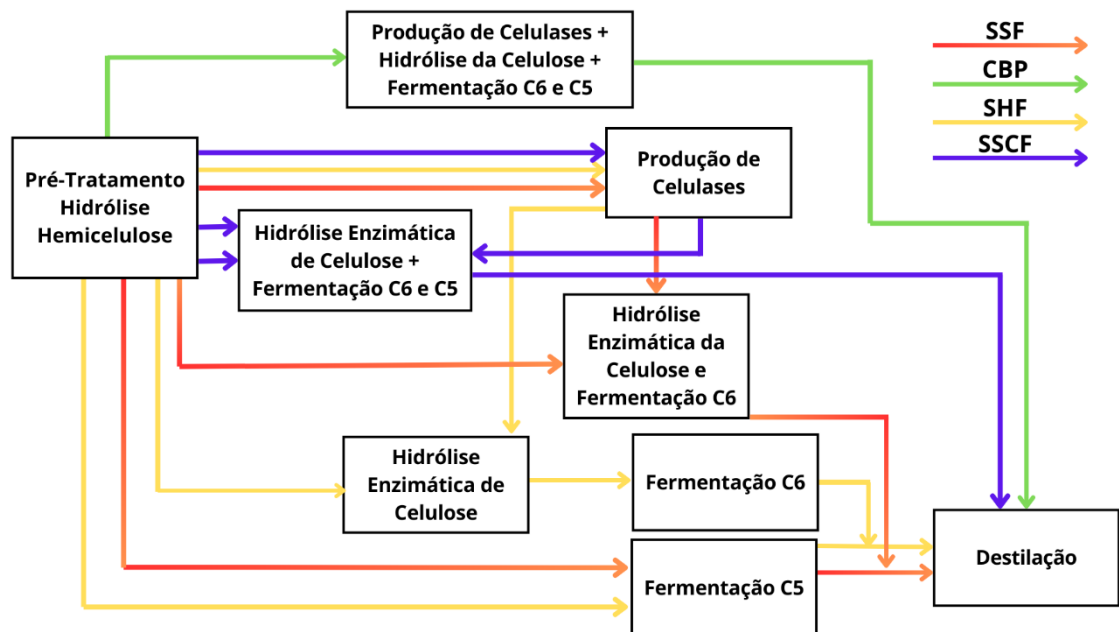 Produção de Celulases +
Hidrólise da Celulose +
Fermentação C6 e C5
SSF
CBP
SHF
SSCF
Pré-Tratamento
Hidrólise
Hemicelulose
Produção de
Celulases
Hidrólise Enzimática
de Celulose +
Fermentação C6 e C5
Hidrólise
Enzimática da
Celulose e
Fermentação C6
Hidrólise
Enzimática de
Celulose
Fermentação C6
Fermentação C5
Destilação